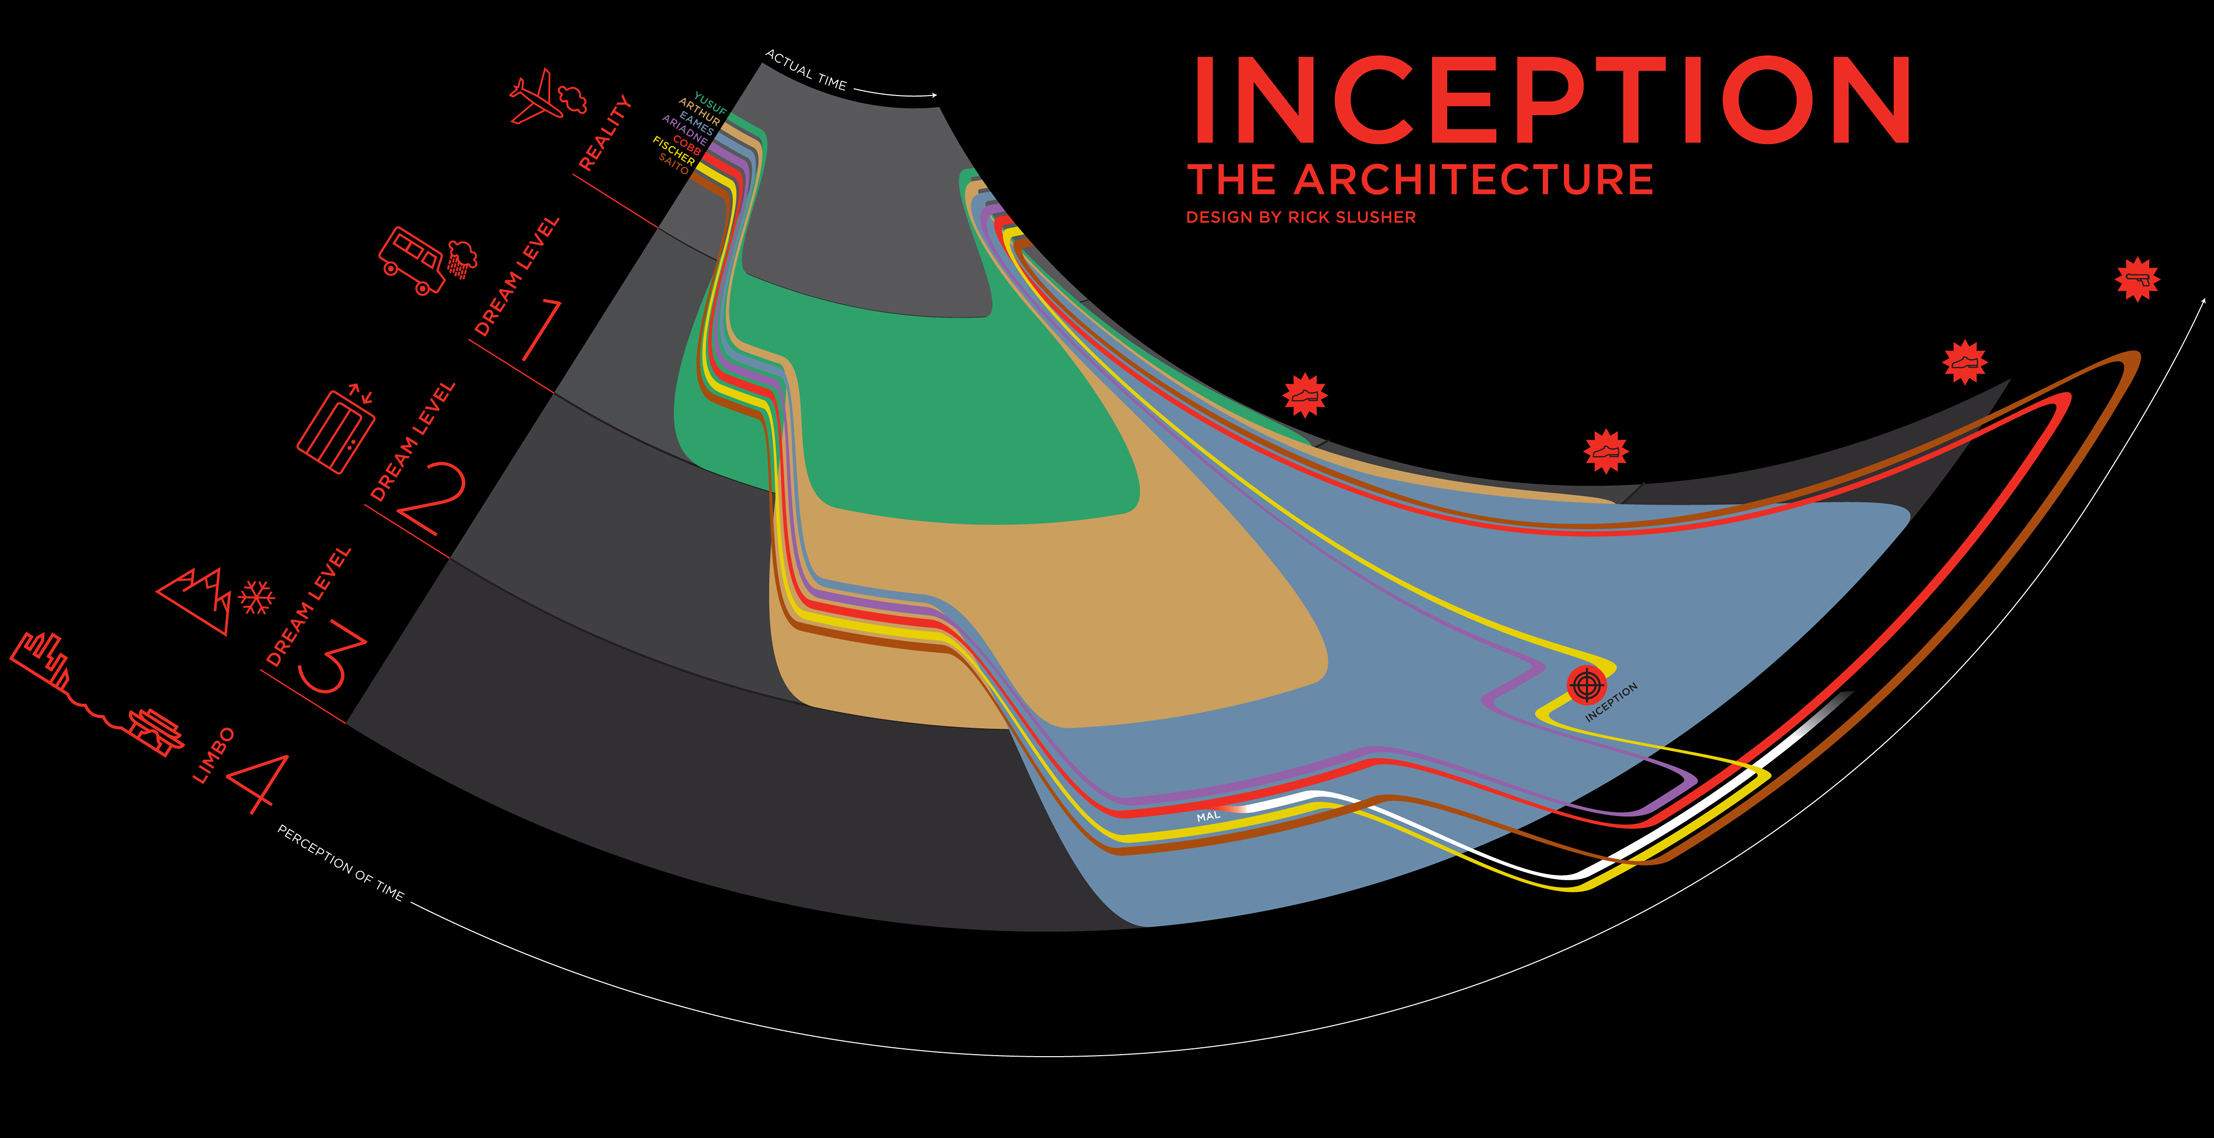 INCEPTION
THE ARCHITECTURE
DESIGN BY RICK SLUSHER
ACTUAL TIME
YUSUF
ARTHUR
EAMES
ARIADNE
COBB
FISCHER
SAITO
REALITY
DREAM LEVEL
1
DREAM LEVEL
2
DREAM LEVEL
3
LIMBO
4
PERCEPTION OF TIME
MAL
INCEPTION